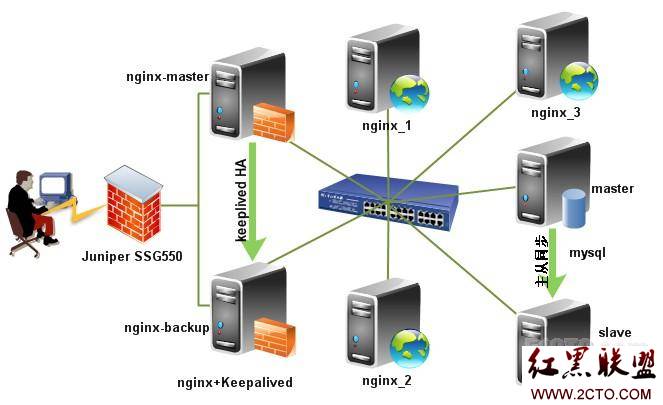 nginx-master
nginx_1
nginx_3
keeplived HA
master
Juniper SSG550
主从同步
mysql
nginx-backup
slave
nginx+Keepalived
nginx_2
红黑联盟
WWW.2CTO.COM